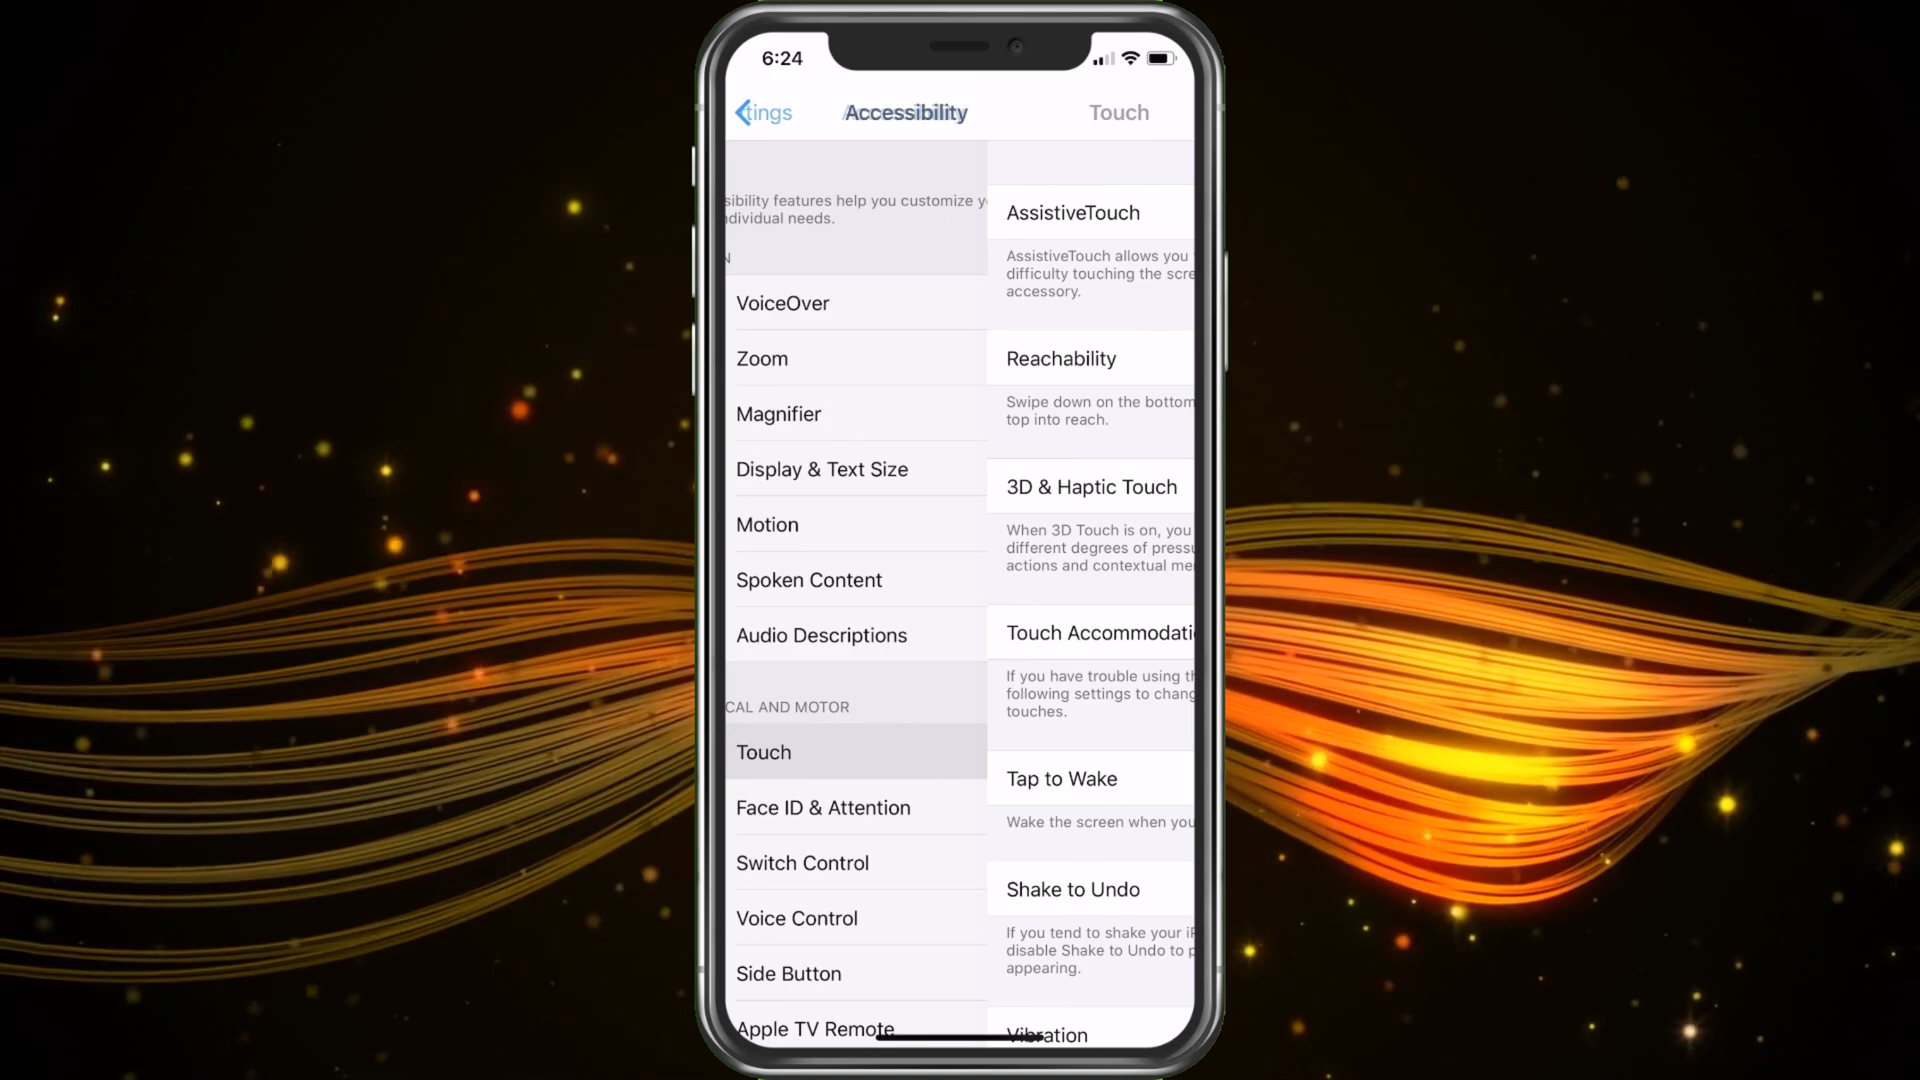 6:24
tings
Accessibility
Touch
sibility features help you customize
dividual needs.
VoiceOver
Zoom
Magnifier
Display & Text Size
Motion
Spoken Content
Audio Descriptions
CAL AND MOTOR
Touch
Face ID & Attention
Switch Control
Voice Control
Side Button
Apple TV Remote
AssistiveTouch
AssistiveTouch allows you
difficulty touching the scre
accessory.
Reachability
Swipe down on the bottom
top into reach.
3D & Haptic Touch
When 3D Touch is on, you
different degrees of pressu
actions and contextual me
Touch Accommodati
If you have trouble using th
following settings to chang
touches.
Tap to Wake
Wake the screen when you
Shake to Undo
If you tend to shake your iP
disable Shake to Undo to p
appearing.
Vibration